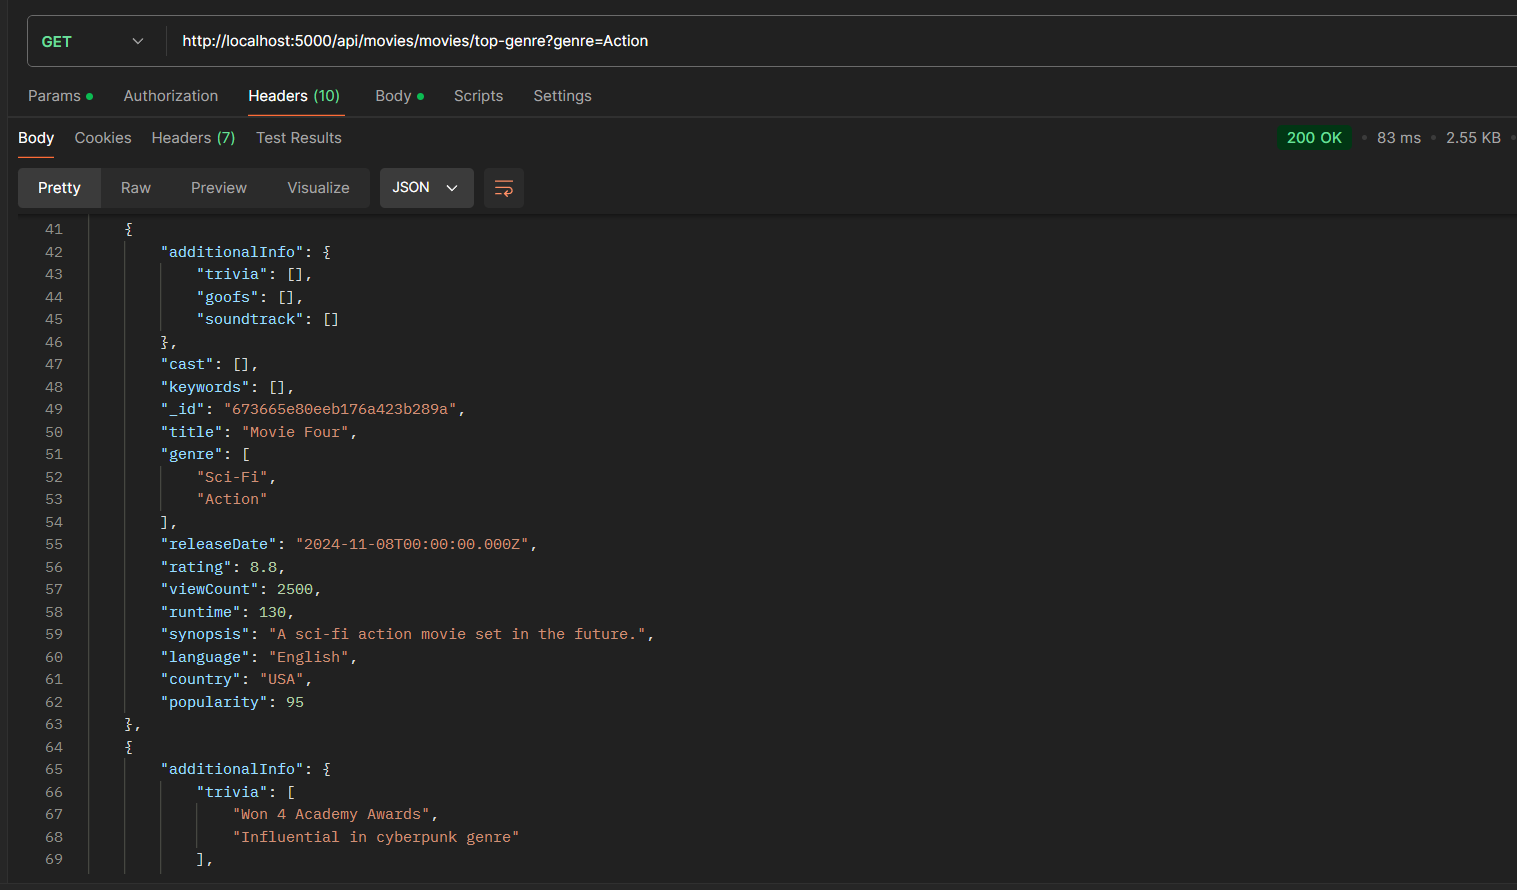 GET http://localhost:5000/api/movies/movies/top-genre?genre=Action
Params Authorization Headers (10) Body Scripts Settings
Body Cookies Headers (7) Test Results 200 OK 83 ms 2.55 KB
Pretty Raw Preview Visualize JSON
41 {
42 "additionalInfo": {
43 "trivia": [],
44 "goofs": [],
45 "soundtrack": []
46 },
47 "cast": [],
48 "keywords": [],
49 "_id": "673665e80eeb176a423b289a",
50 "title": "Movie Four",
51 "genre": [
52 "Sci-Fi",
53 "Action"
54 ],
55 "releaseDate": "2024-11-08T00:00:00.000Z",
56 "rating": 8.8,
57 "viewCount": 2500,
58 "runtime": 130,
59 "synopsis": "A sci-fi action movie set in the future.",
60 "language": "English",
61 "country": "USA",
62 "popularity": 95
63 },
64 {
65 "additionalInfo": {
66 "trivia": [
67 "Won 4 Academy Awards",
68 "Influential in cyberpunk genre"
69 ],